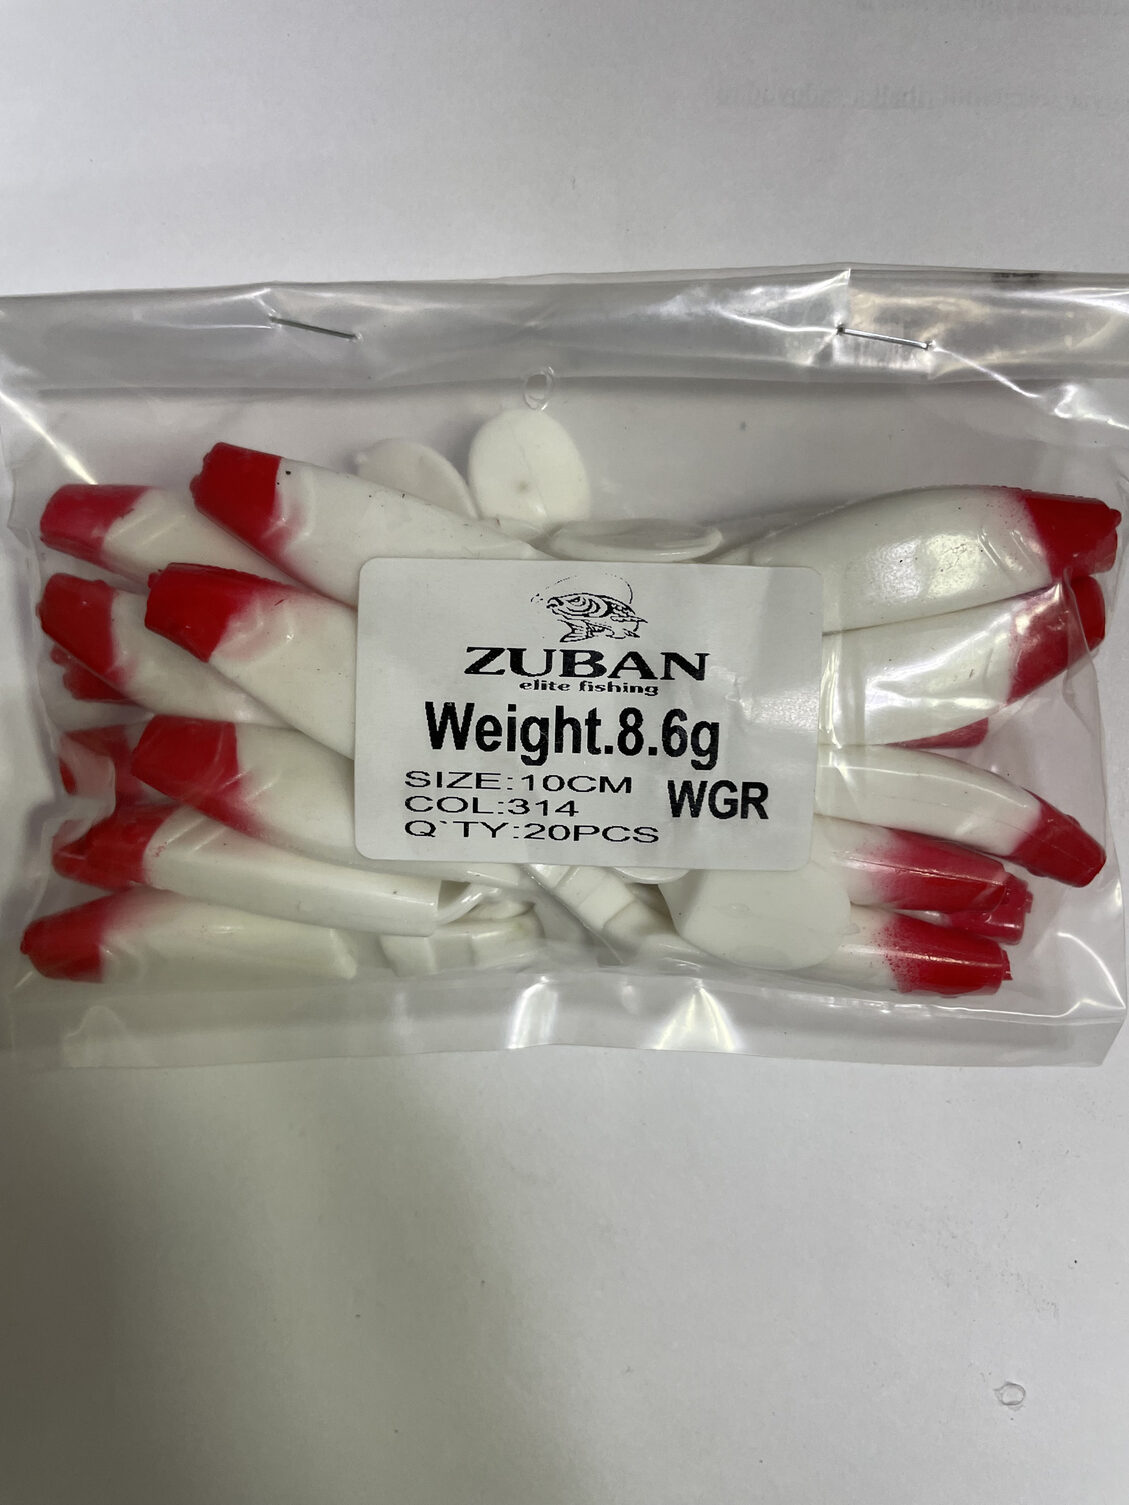 ZUBAN
elite fishing
Weight.8.6g
SIZE:10CM WGR
COL:314
Q`TY:20PCS